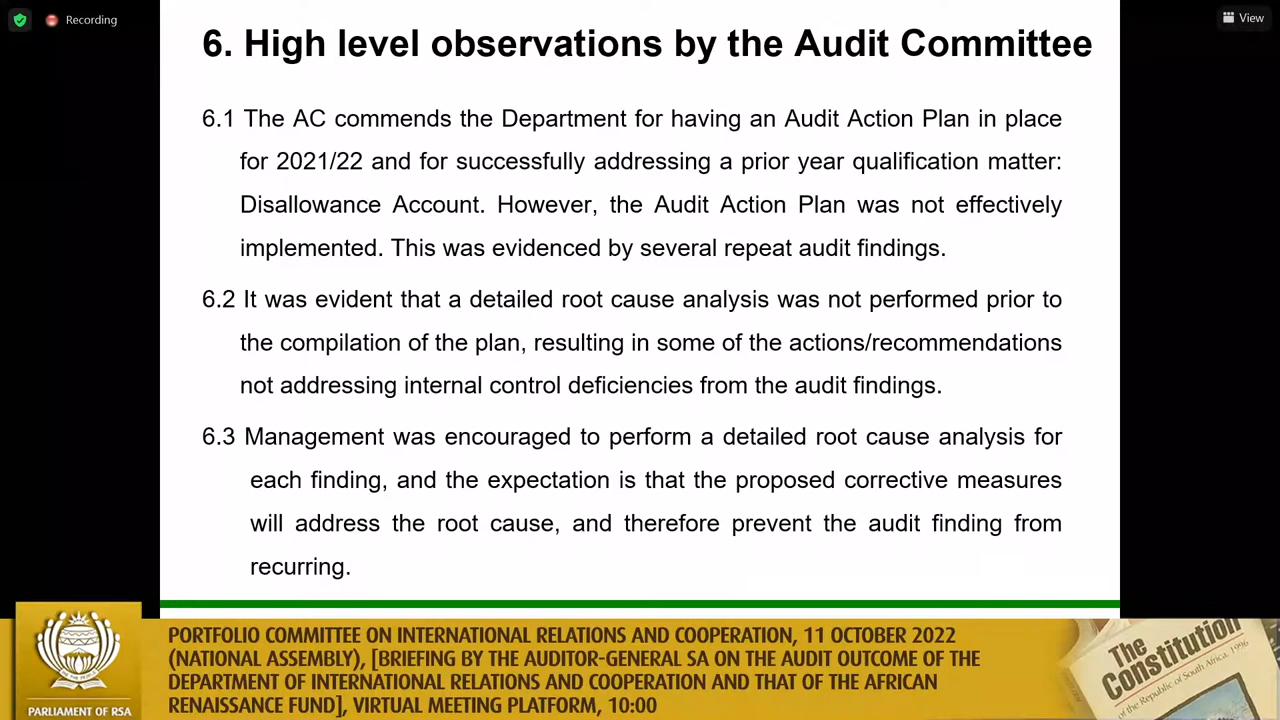 Recording
View
6. High level observations by the Audit Committee
6.1 The AC commends the Department for having an Audit Action Plan in place
for 2021/22 and for successfully addressing a prior year qualification matter:
Disallowance Account. However, the Audit Action Plan was not effectively
implemented. This was evidenced by several repeat audit findings.
6.2 It was evident that a detailed root cause analysis was not performed prior to
the compilation of the plan, resulting in some of the actions/recommendations
not addressing internal control deficiencies from the audit findings.
6.3 Management was encouraged to perform a detailed root cause analysis for
each finding, and the expectation is that the proposed corrective measures
will address the root cause, and therefore prevent the audit finding from
recurring.
PORTFOLIO COMMITTEE ON INTERNATIONAL RELATIONS AND COOPERATION, 11 OCTOBER 2022
(NATIONAL ASSEMBLY), [BRIEFING BY THE AUDITOR-GENERAL SA ON THE AUDIT OUTCOME OF THE
DEPARTMENT OF INTERNATIONAL RELATIONS AND COOPERATION AND THAT OF THE AFRICAN
RENAISSANCE FUND], VIRTUAL MEETING PLATFORM, 10:00
PARLIAMENT OF RSA
The
Constitution
of the Republic of South Africa, 1996